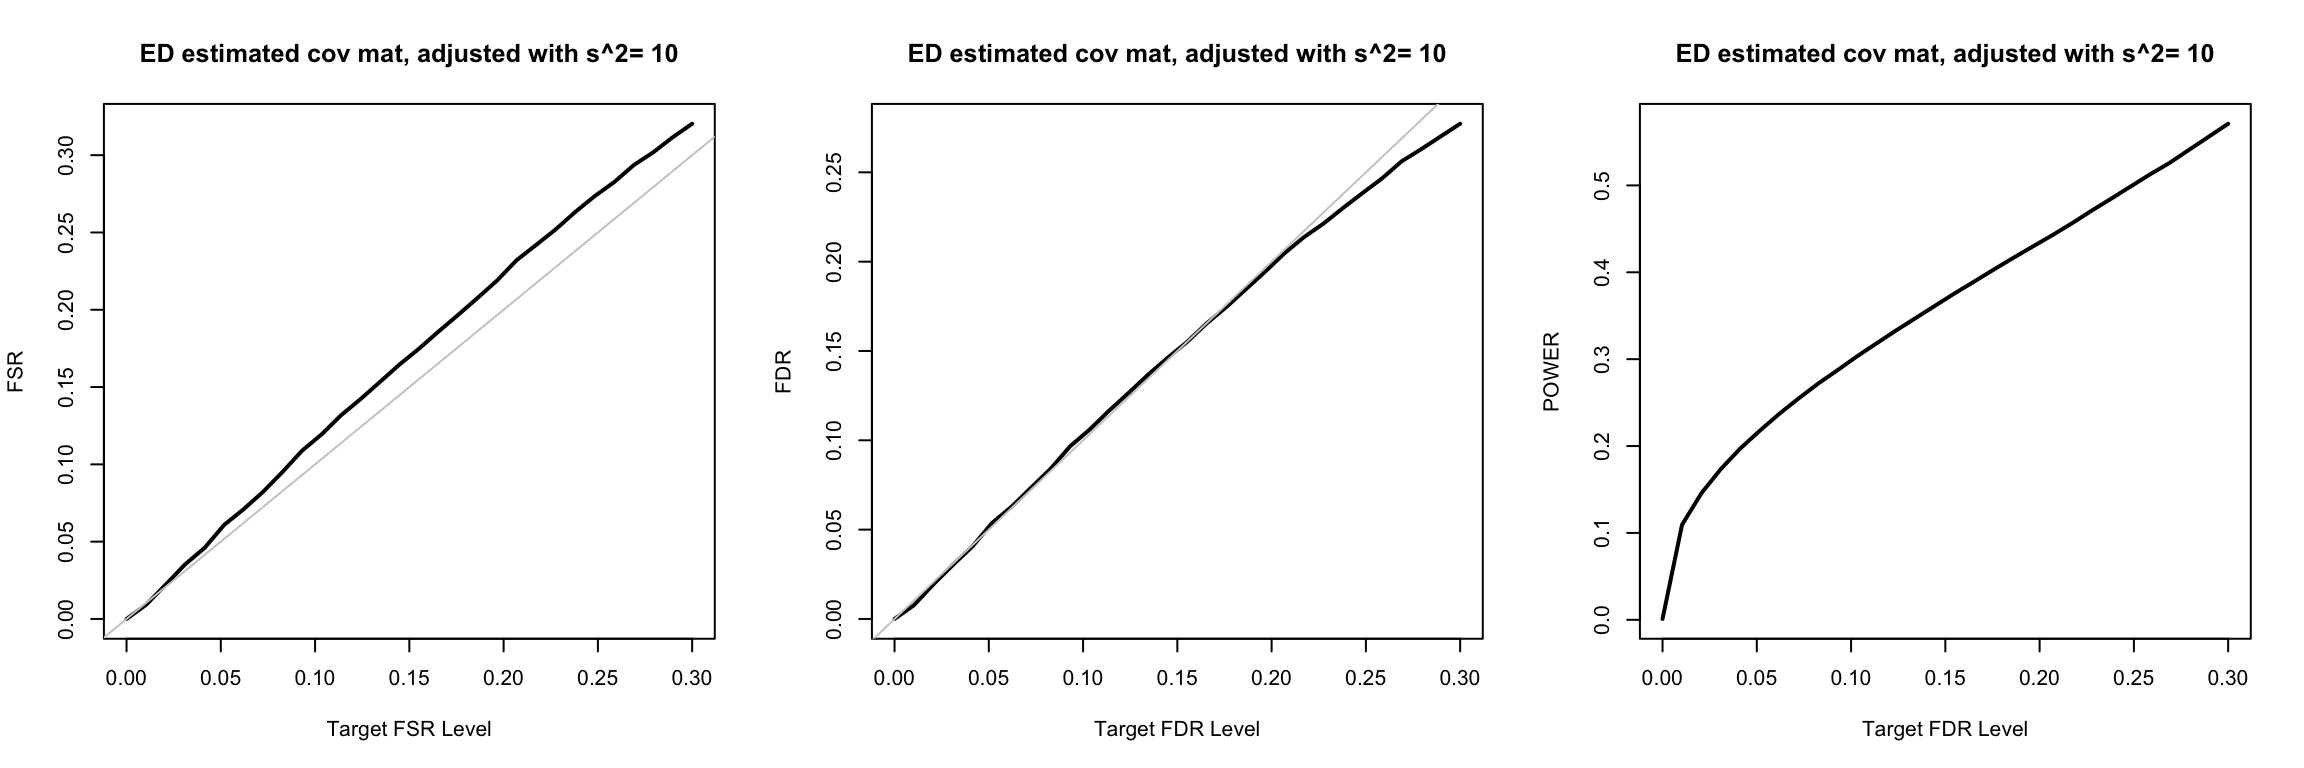 ED estimated cov mat, adjusted with s^2= 10
FSR
0.30
0.25
0.20
0.15
0.10
0.05
0.00
0.00 0.05 0.10 0.15 0.20 0.25 0.30
Target FSR Level
ED estimated cov mat, adjusted with s^2= 10
FDR
0.25
0.20
0.15
0.10
0.05
0.00
0.00 0.05 0.10 0.15 0.20 0.25 0.30
Target FDR Level
ED estimated cov mat, adjusted with s^2= 10
POWER
0.5
0.4
0.3
0.2
0.1
0.0
0.00 0.05 0.10 0.15 0.20 0.25 0.30
Target FDR Level